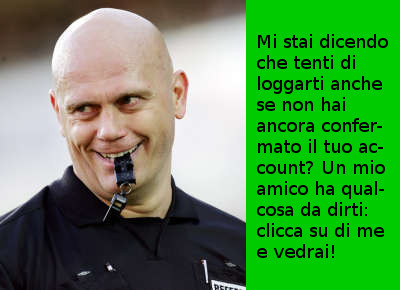 Mi stai dicendo
che tenti di
loggarti anche
se non hai
ancora confer-
mato il tuo ac-
count? Un mio
amico ha qual-
cosa da dirti:
clicca su di me
e vedrai!